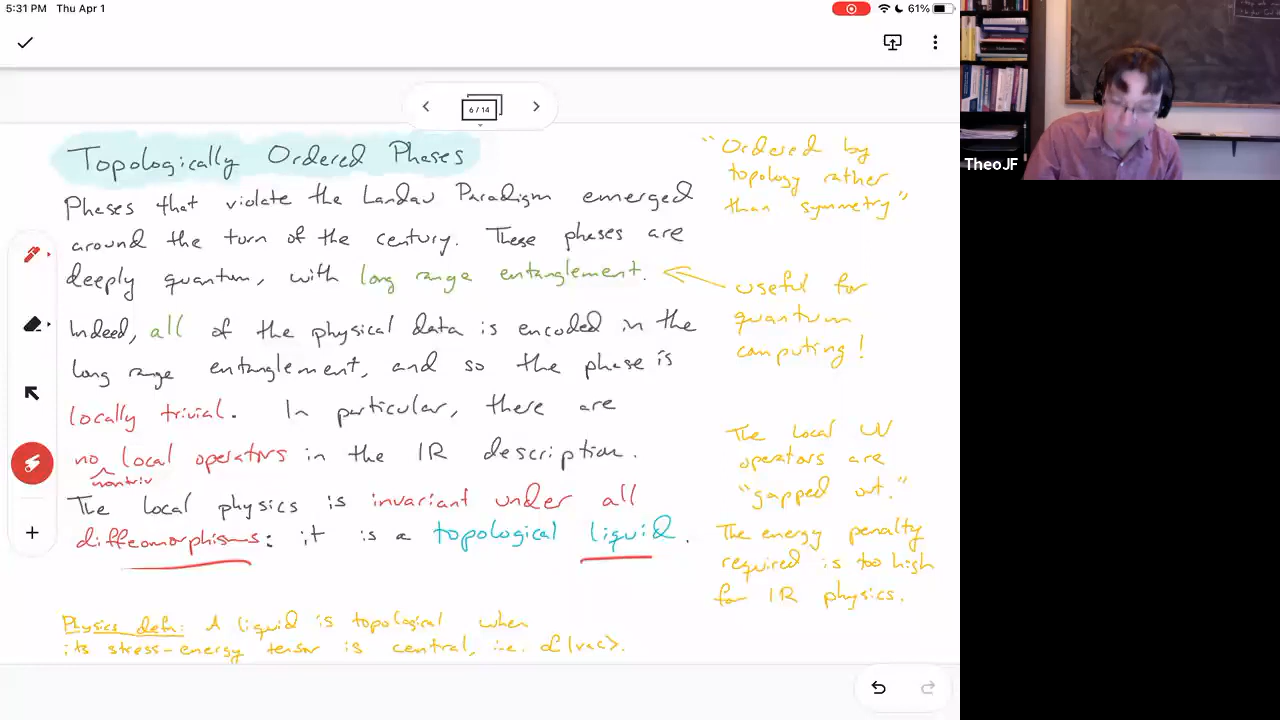 5:31 PM Thu Apr 1
61%
6 / 14
TheoJF
Topologically Ordered Phases
Phases that violate the Landau Paradigm emerged
around the turn of the century. These phases are
deeply quantum, with long range entanglement.
Indeed, all of the physical data is encoded in the
long range entanglement, and so the phase is
locally trivial. In particular, there are
no local operators in the IR description.
nontriv
The local physics is invariant under all
diffeomorphisms: it is a topological liquid.
Physics defn: A liquid is topological when
its stress-energy tensor is central, i.e. α|vac>.
"Ordered by
topology rather
than symmetry"
useful for
quantum
computing!
The local UV
operators are
"gapped out."
The energy penalty
required is too high
for IR physics.